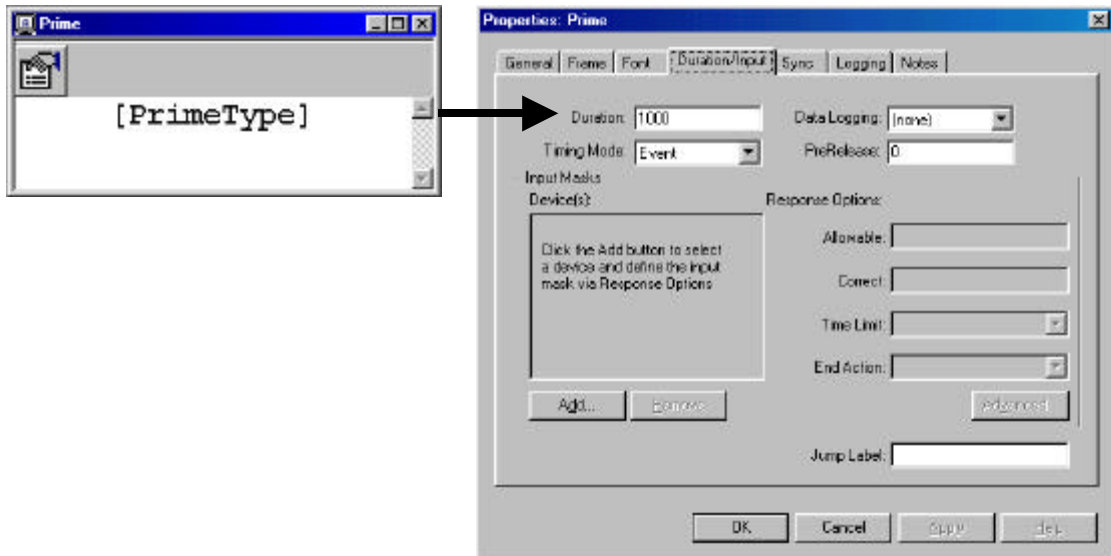 Prime
[PrimeType]
Properties: Prime
General Frame Font Duration/Input Sync Logging Notes
Duration: 1000 Data Logging: (none)
Timing Mode: Event PreRelease: 0
Input Masks
Device(s): Response Options:
Click the Add button to select
a device and define the input
mask via Response Options
Allowable:
Correct:
Time Limit:
End Action:
Add... Remove Advanced
Jump Label:
OK Cancel Apply Help